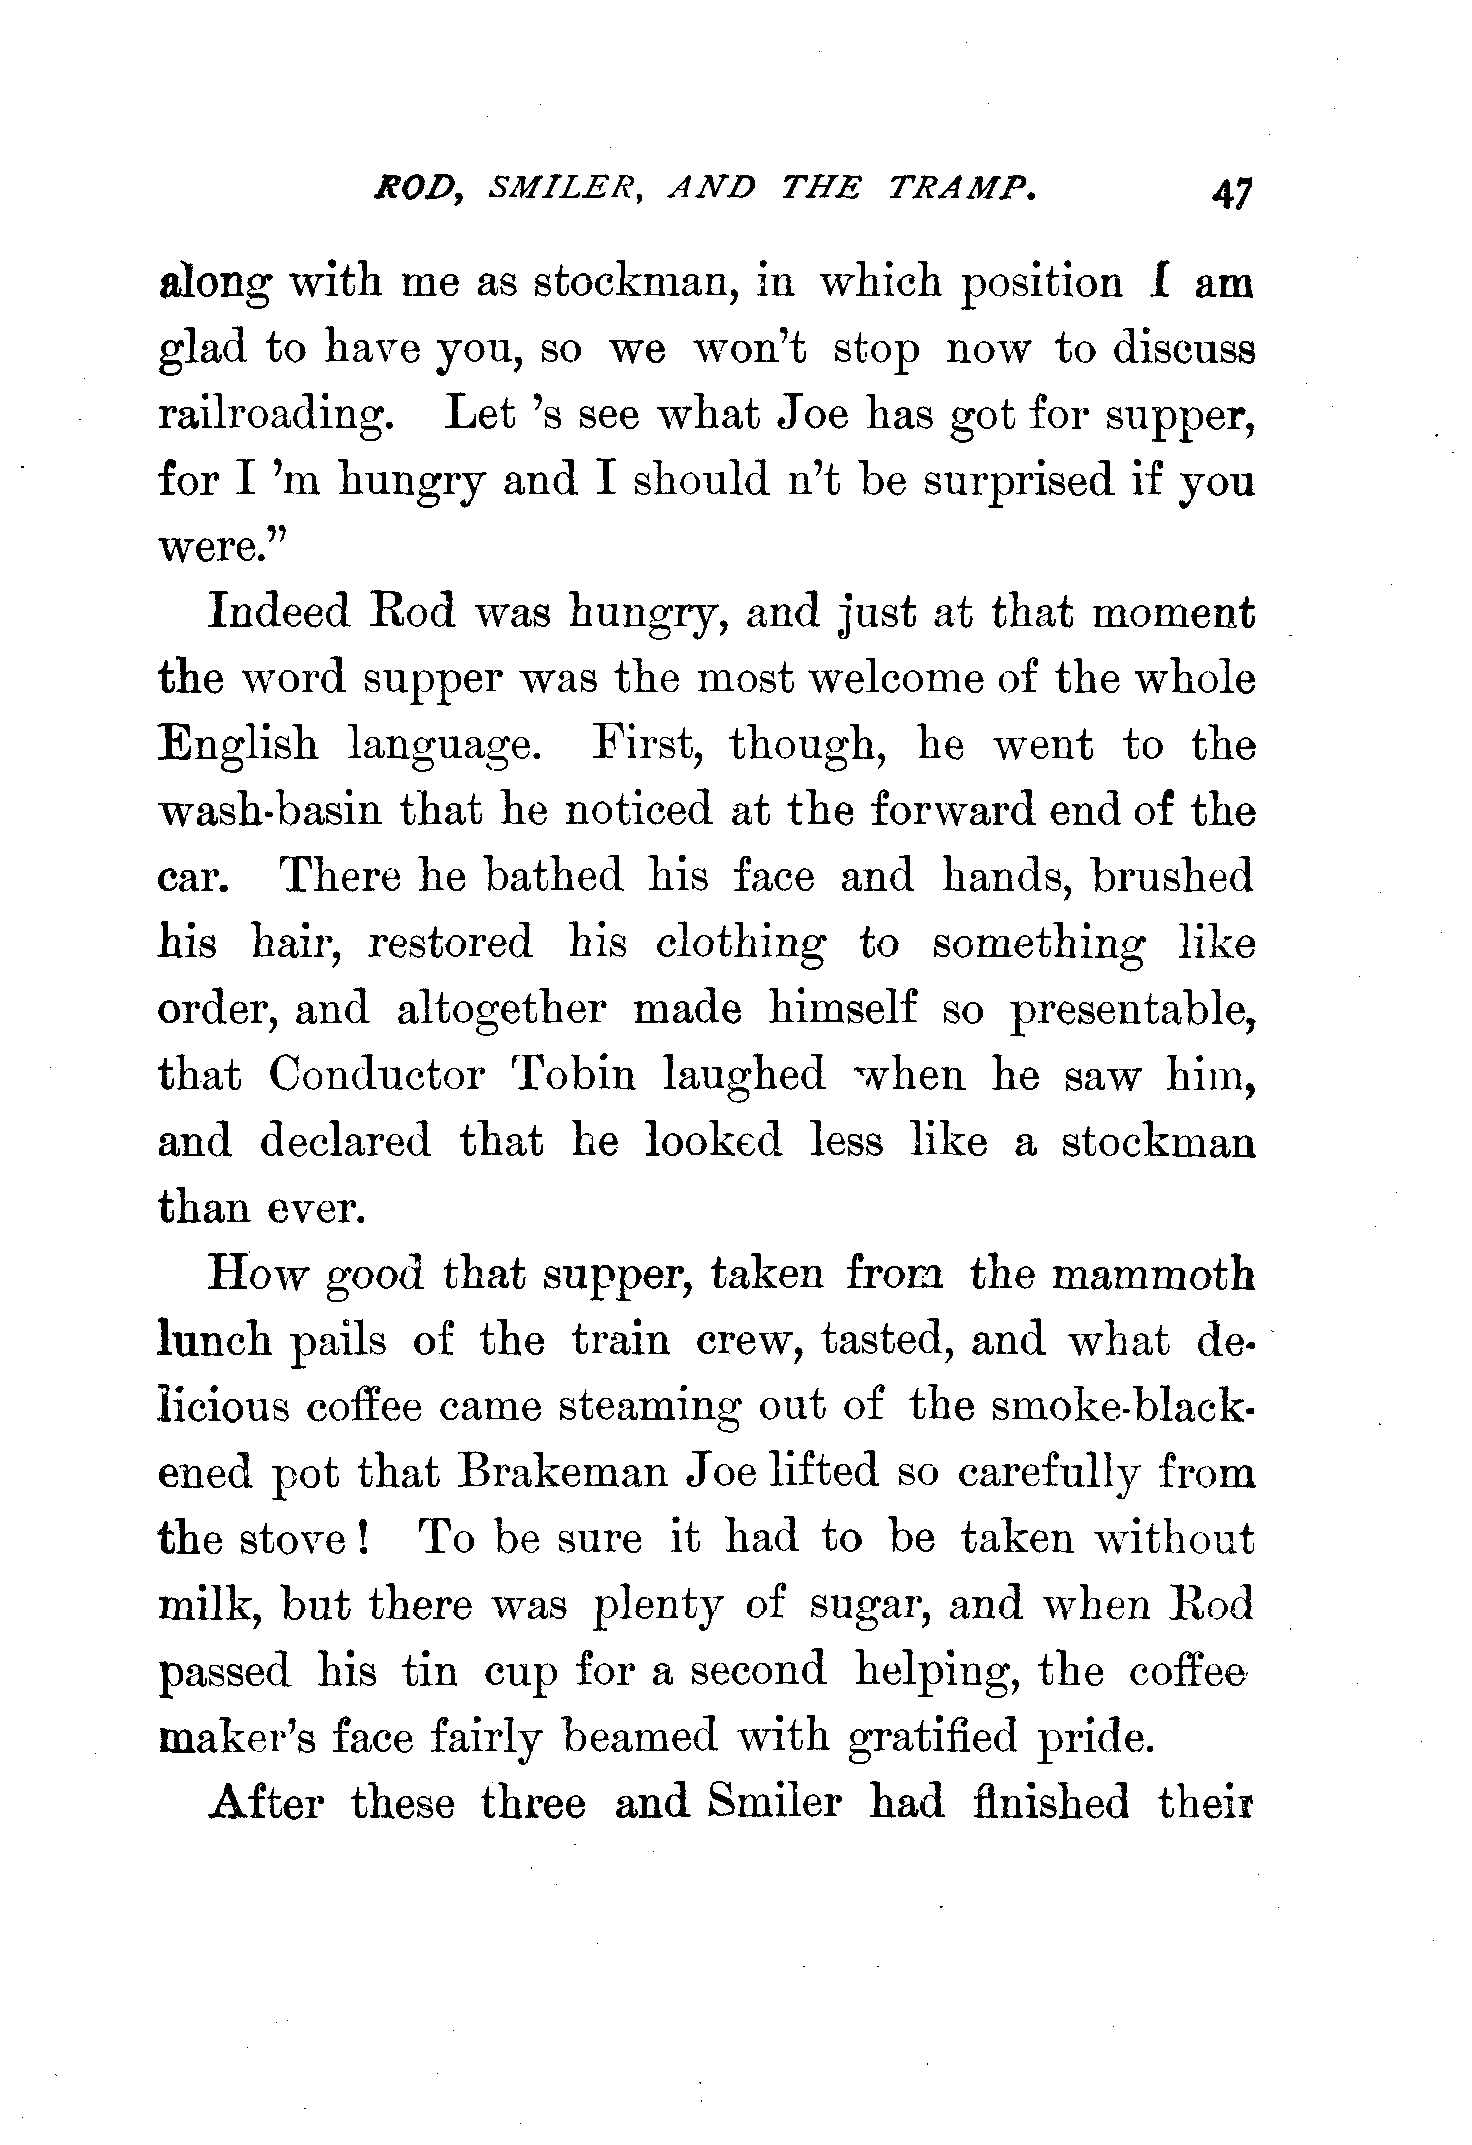 ROD, SMILER, AND THE TRAMP. 47
along with me as stockman, in which position I am
glad to have you, so we won't stop now to discuss
railroading. Let 's see what Joe has got for supper,
for I 'm hungry and I should n't be surprised if you
were.”
Indeed Rod was hungry, and just at that moment
the word supper was the most welcome of the whole
English language. First, though, he went to the
wash-basin that he noticed at the forward end of the
car. There he bathed his face and hands, brushed
his hair, restored his clothing to something like
order, and altogether made himself so presentable,
that Conductor Tobin laughed when he saw him,
and declared that he looked less like a stockman
than ever.
How good that supper, taken from the mammoth
lunch pails of the train crew, tasted, and what de-
licious coffee came steaming out of the smoke-black-
ened pot that Brakeman Joe lifted so carefully from
the stove! To be sure it had to be taken without
milk, but there was plenty of sugar, and when Rod
passed his tin cup for a second helping, the coffee
maker's face fairly beamed with gratified pride.
After these three and Smiler had finished their